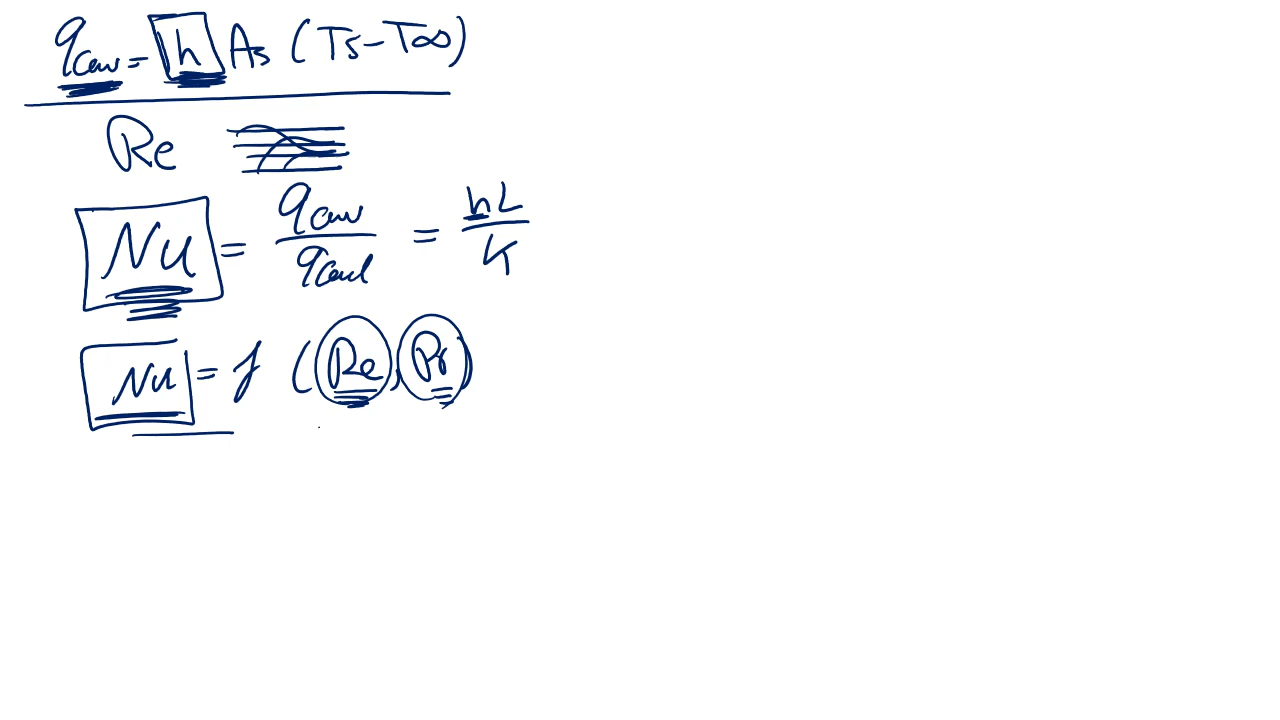 qconv = h As (Ts - T∞)
Re
Nu = qconv / qcond = hL / K
Nu = f (Re, Pr)